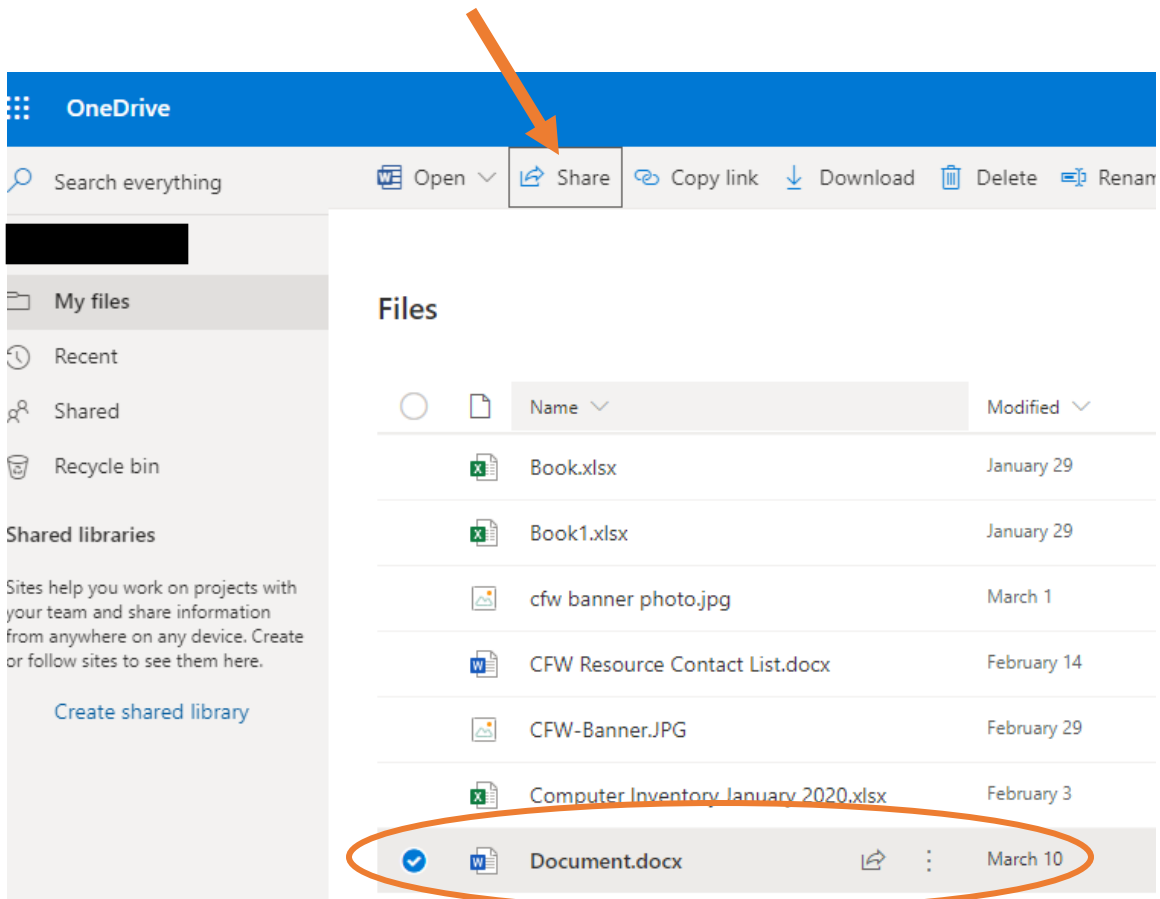 OneDrive
Search everything
Open Share Copy link Download Delete Renam
My files
Recent
Shared
Recycle bin
Shared libraries
Sites help you work on projects with
your team and share information
from anywhere on any device. Create
or follow sites to see them here.
Create shared library
Files
Name Modified
Book.xlsx January 29
Book1.xlsx January 29
cfw banner photo.jpg March 1
CFW Resource Contact List.docx February 14
CFW-Banner.JPG February 29
Computer Inventory January 2020.xlsx February 3
Document.docx March 10